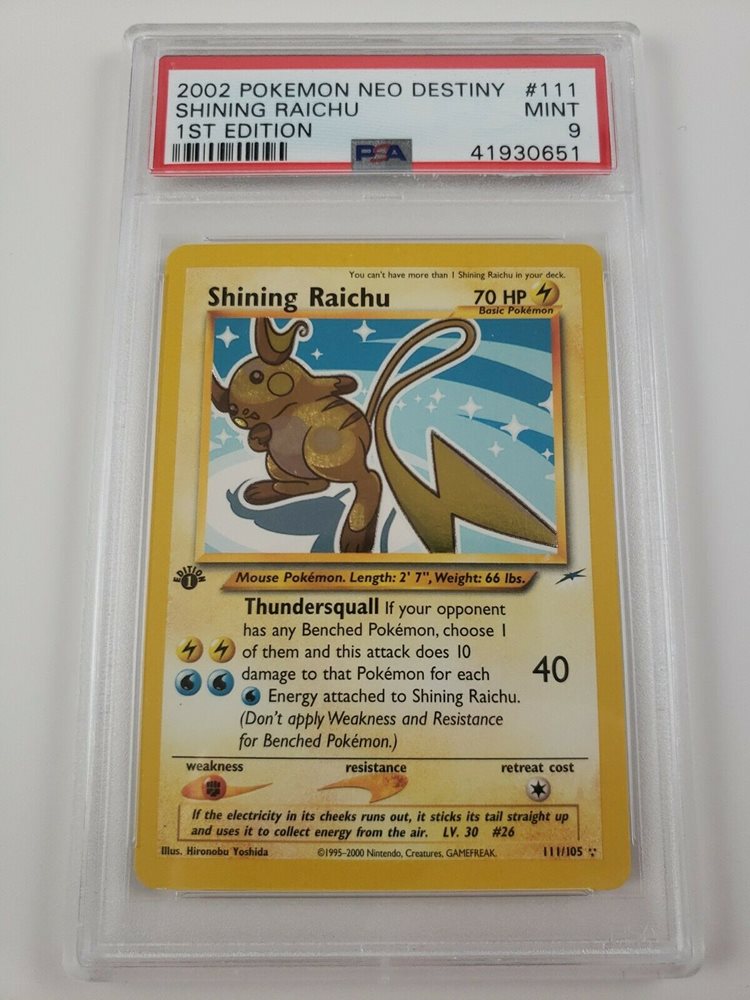 2002 POKEMON NEO DESTINY #111
SHINING RAICHU MINT
1ST EDITION 9
PSA 41930651
You can't have more than 1 Shining Raichu in your deck.
Shining Raichu 70 HP
Basic Pokémon
EDITION
1
Mouse Pokémon. Length: 2' 7", Weight: 66 lbs.
Thundersquall If your opponent
has any Benched Pokémon, choose 1
of them and this attack does 10
damage to that Pokémon for each 40
Energy attached to Shining Raichu.
(Don't apply Weakness and Resistance
for Benched Pokémon.)
weakness resistance retreat cost
If the electricity in its cheeks runs out, it sticks its tail straight up
and uses it to collect energy from the air. LV. 30 #26
Illus. Hironobu Yoshida ©1995-2000 Nintendo, Creatures, GAMEFREAK. 111/105